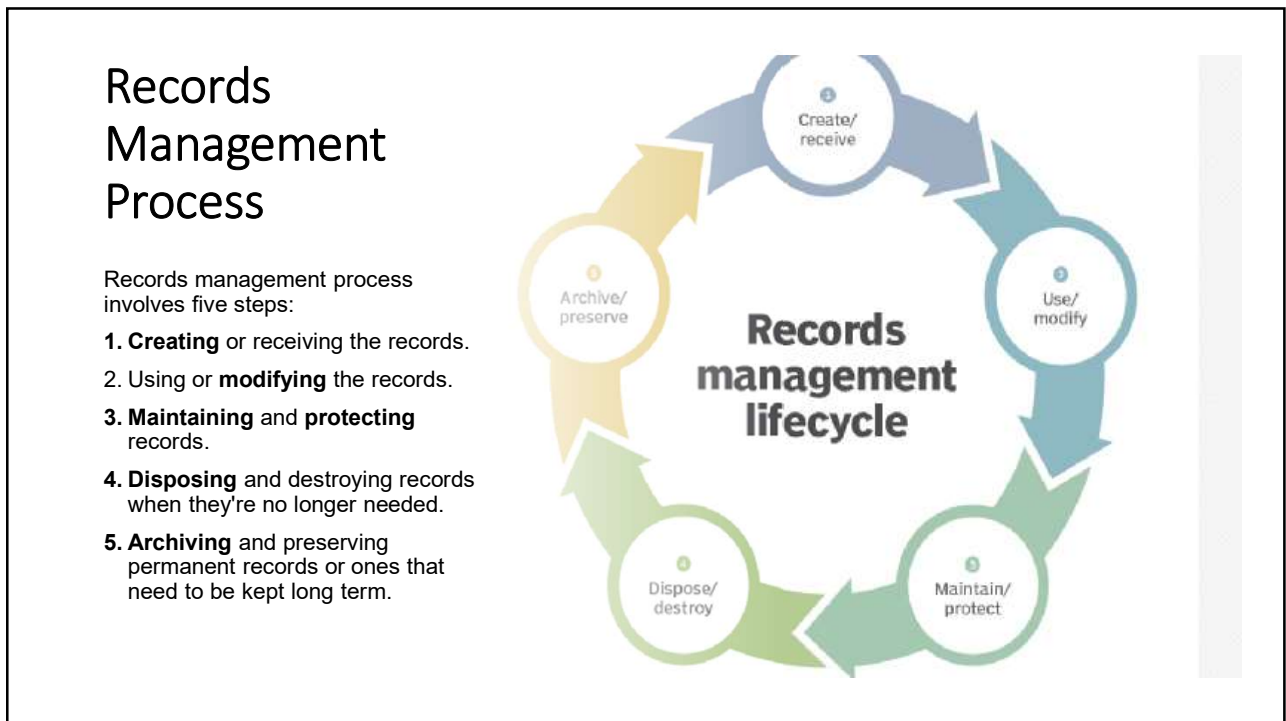 Records
Management
Process
Records management process
involves five steps:
1. Creating or receiving the records.
2. Using or modifying the records.
3. Maintaining and protecting
records.
4. Disposing and destroying records
when they're no longer needed.
5. Archiving and preserving
permanent records or ones that
need to be kept long term.
1
Create/
receive
2
Use/
modify
3
Maintain/
protect
4
Dispose/
destroy
5
Archive/
preserve
Records
management
lifecycle